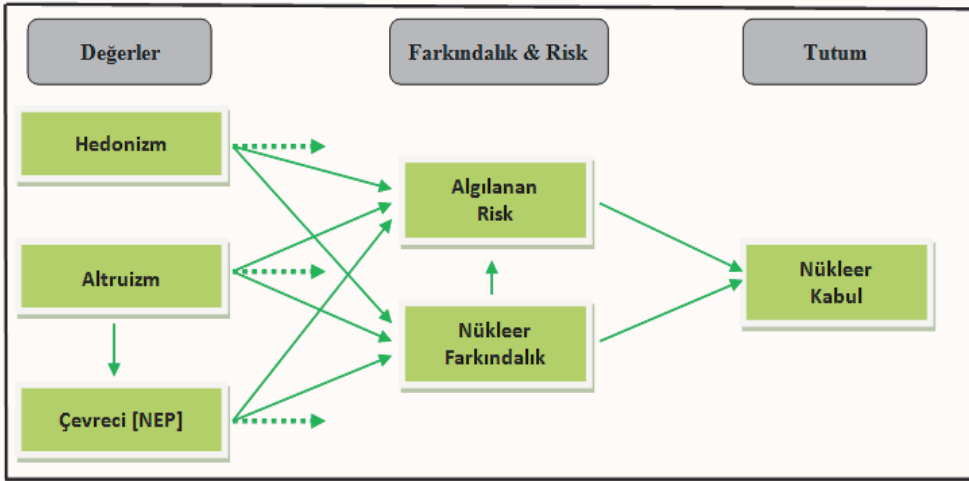 Değerler
Farkındalık & Risk
Tutum
Hedonizm
Algılanan
Risk
Altruizm
Nükleer
Kabul
Nükleer
Farkındalık
Çevreci [NEP]